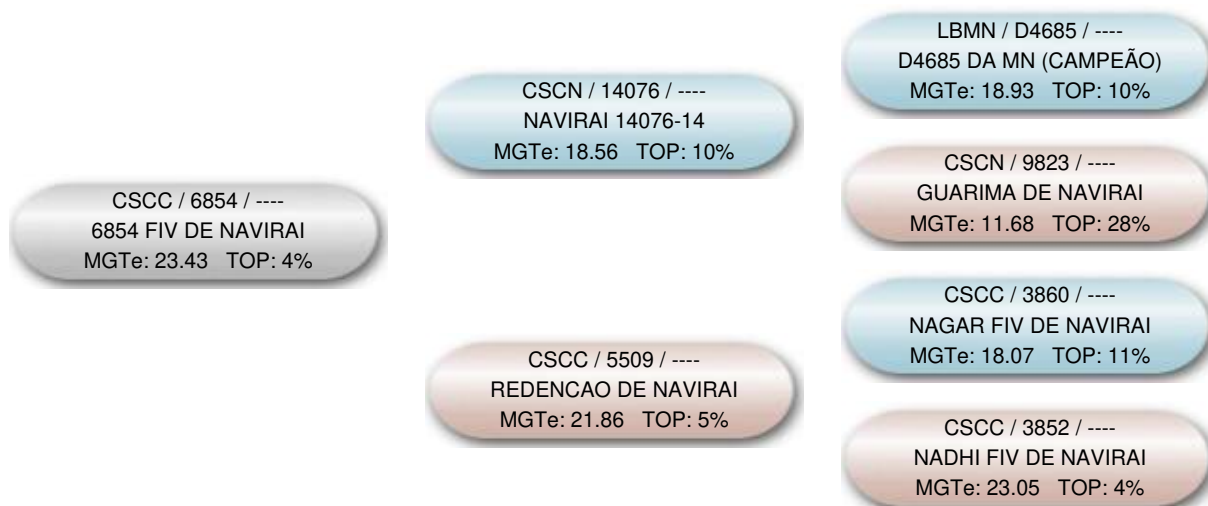 CSCC / 6854 / ----
6854 FIV DE NAVIRAI
MGTe: 23.43 TOP: 4%
CSCN / 14076 / ----
NAVIRAI 14076-14
MGTe: 18.56 TOP: 10%
CSCC / 5509 / ----
REDENCAO DE NAVIRAI
MGTe: 21.86 TOP: 5%
LBMN / D4685 / ----
D4685 DA MN (CAMPEÃO)
MGTe: 18.93 TOP: 10%
CSCN / 9823 / ----
GUARIMA DE NAVIRAI
MGTe: 11.68 TOP: 28%
CSCC / 3860 / ----
NAGAR FIV DE NAVIRAI
MGTe: 18.07 TOP: 11%
CSCC / 3852 / ----
NADHI FIV DE NAVIRAI
MGTe: 23.05 TOP: 4%